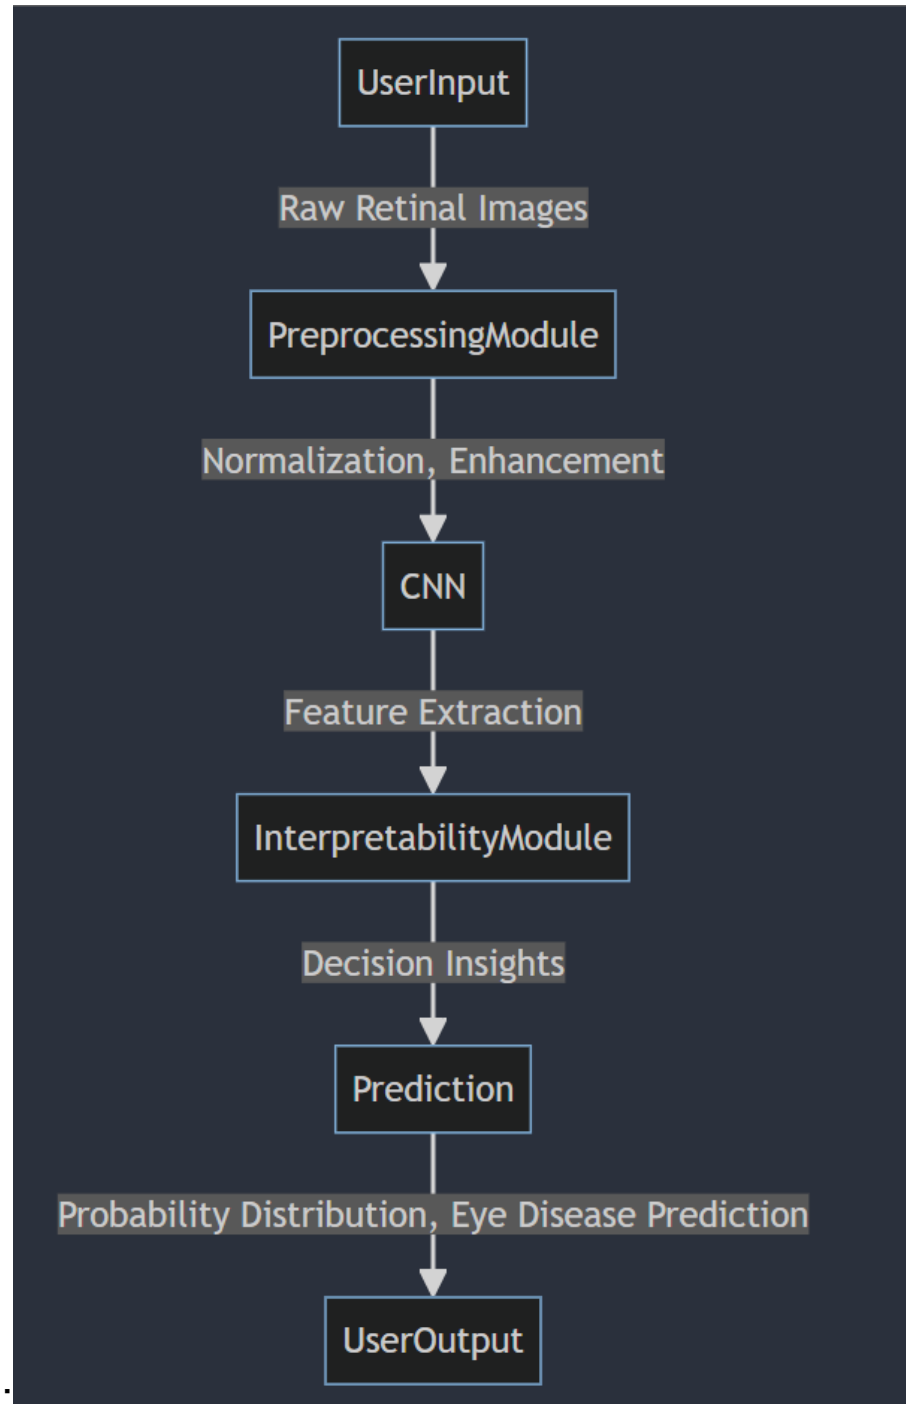 UserInput
Raw Retinal Images
PreprocessingModule
Normalization, Enhancement
CNN
Feature Extraction
InterpretabilityModule
Decision Insights
Prediction
Probability Distribution, Eye Disease Prediction
UserOutput
.